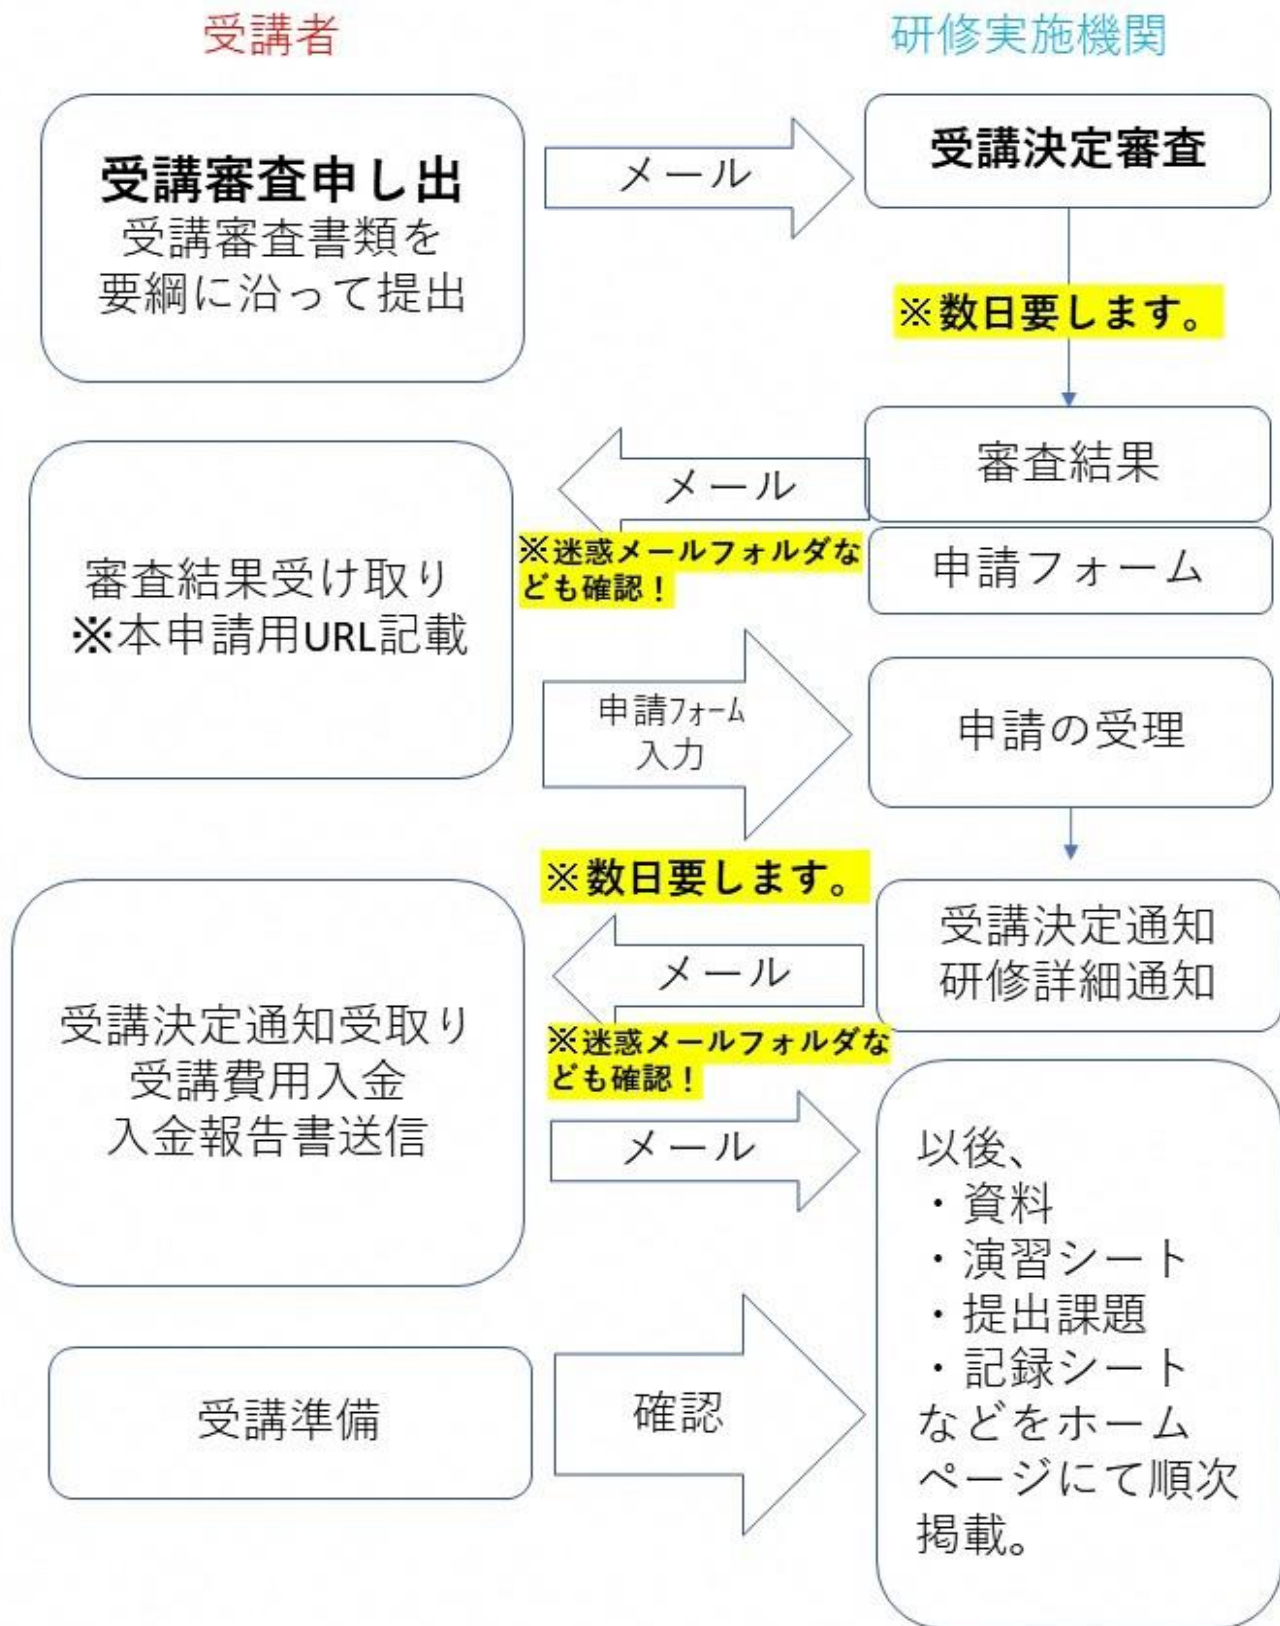 受講者
研修実施機関
受講審査申し出
受講審査書類を
要綱に沿って提出
メール
受講決定審査
※数日要します。
審査結果
メール
※迷惑メールフォルダな
ども確認！
申請フォーム
審査結果受け取り
※本申請用URL記載
申請フォーム
入力
申請の受理
※数日要します。
受講決定通知
研修詳細通知
メール
※迷惑メールフォルダな
ども確認！
受講決定通知受取り
受講費用入金
入金報告書送信
メール
以後、
・資料
・演習シート
・提出課題
・記録シート
などをホーム
ページにて順次
掲載。
受講準備
確認